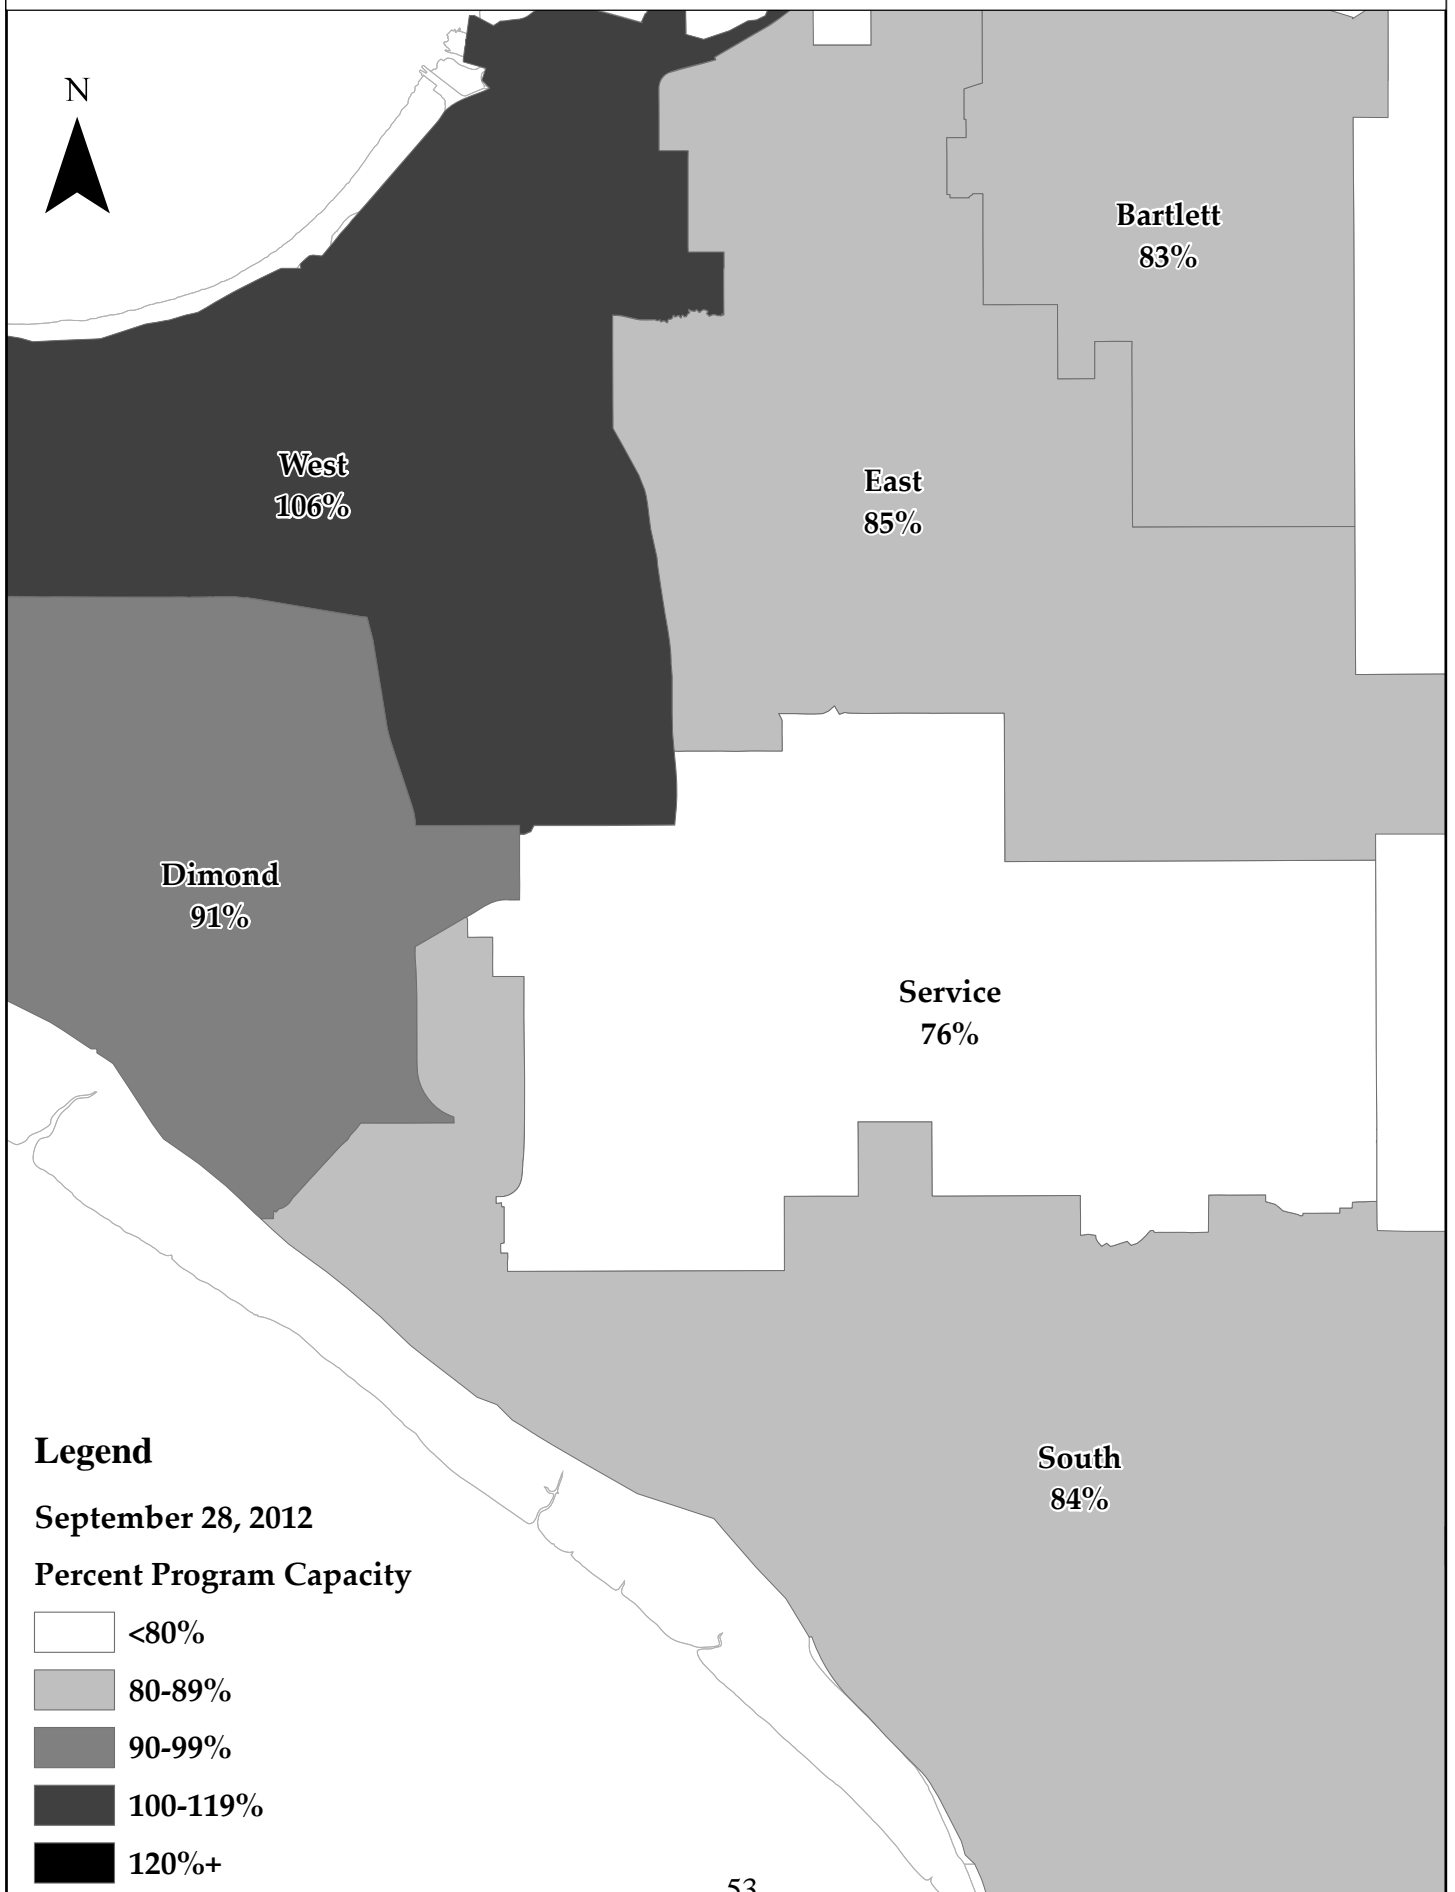 N
Bartlett
83%
West
106%
East
85%
Dimond
91%
Service
76%
South
84%
Legend
September 28, 2012
Percent Program Capacity
<80%
80-89%
90-99%
100-119%
120%+
53